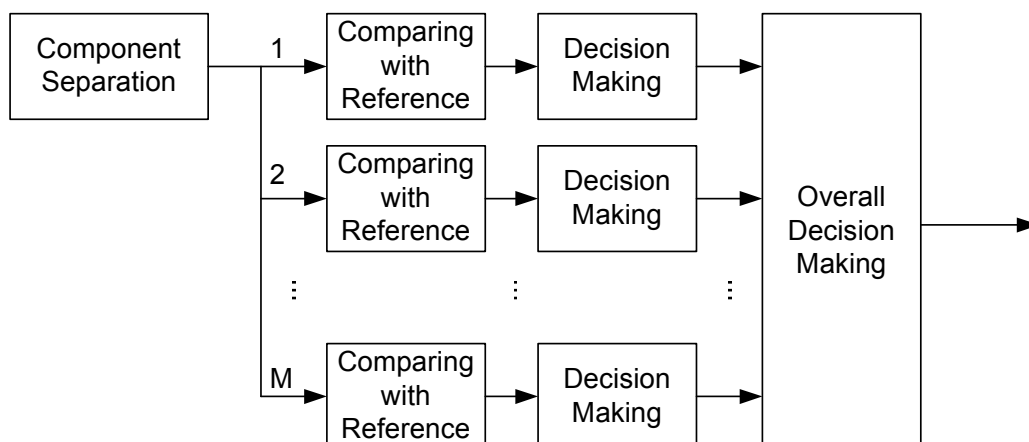 Component
Separation
1
Comparing
with
Reference
Decision
Making
2
Comparing
with
Reference
Decision
Making
Overall
Decision
Making
M
Comparing
with
Reference
Decision
Making